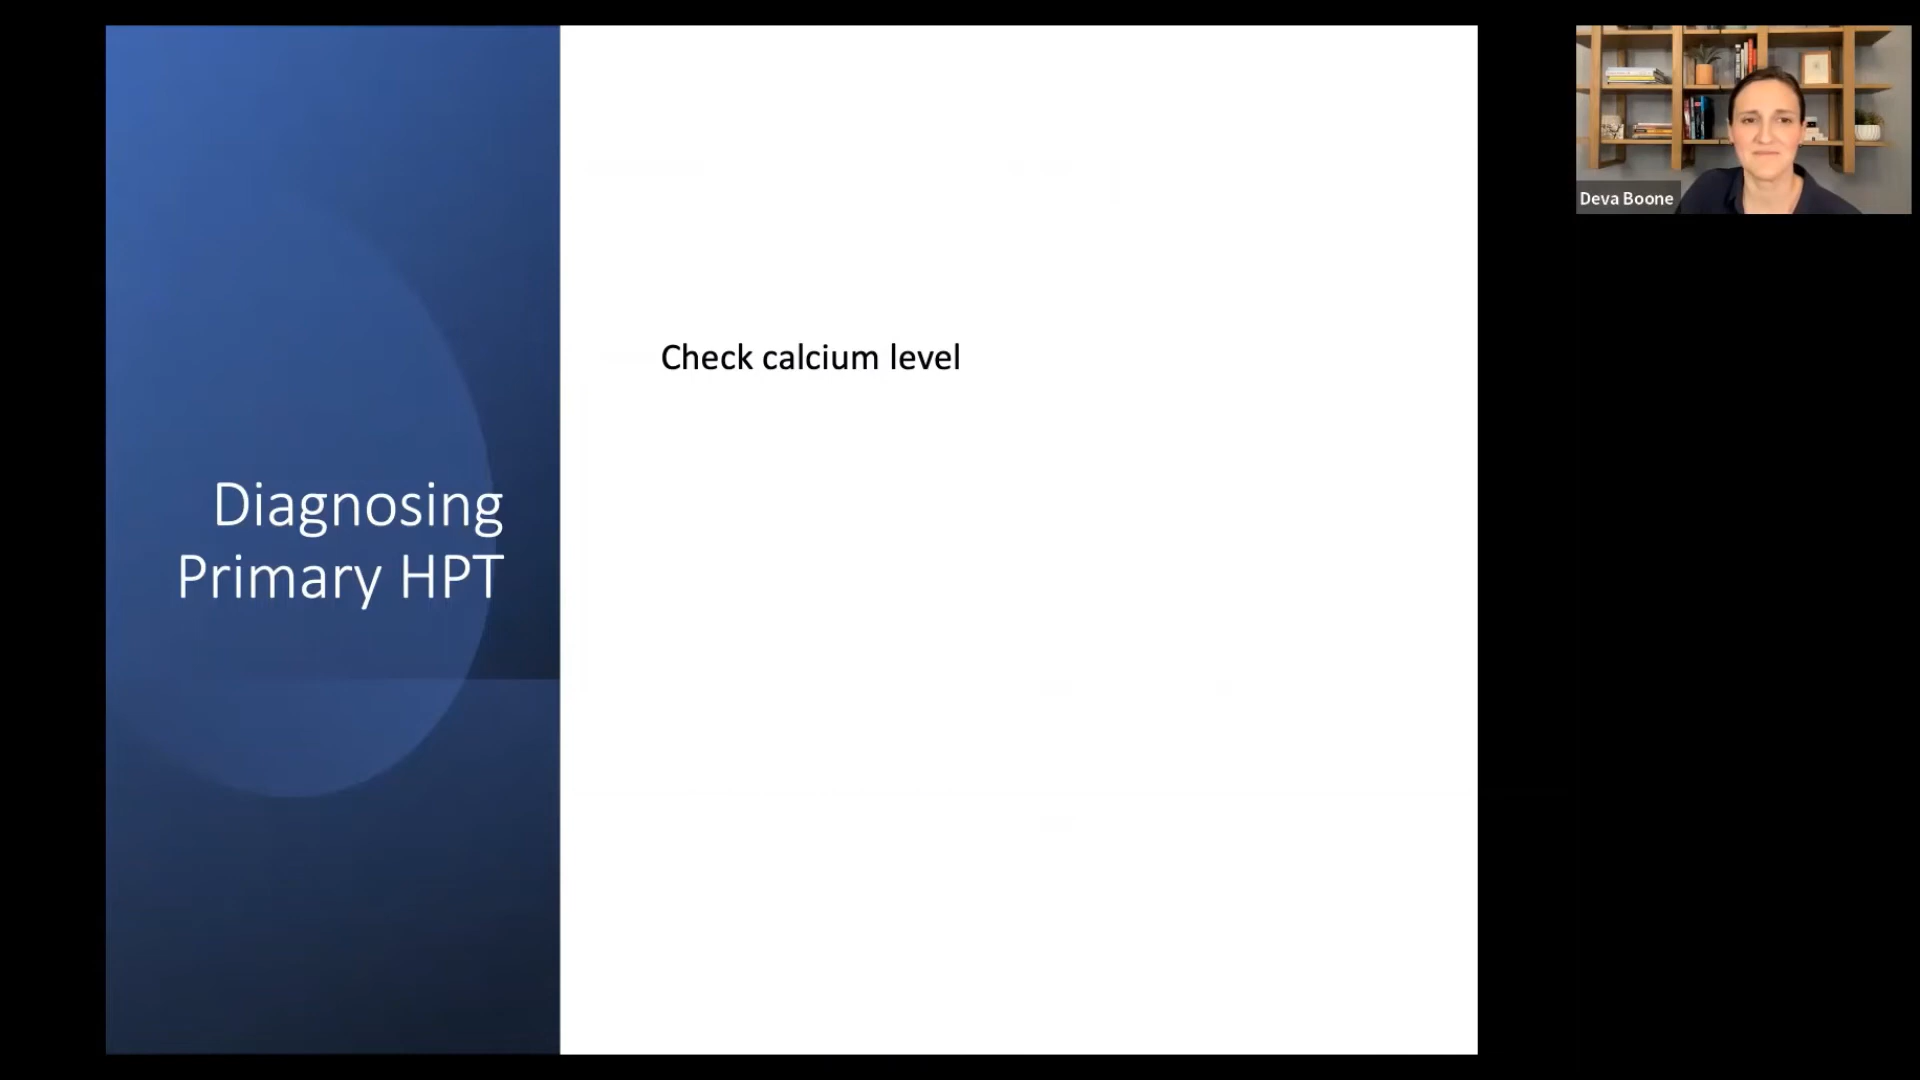 Diagnosing
Primary HPT
Check calcium level
Deva Boone